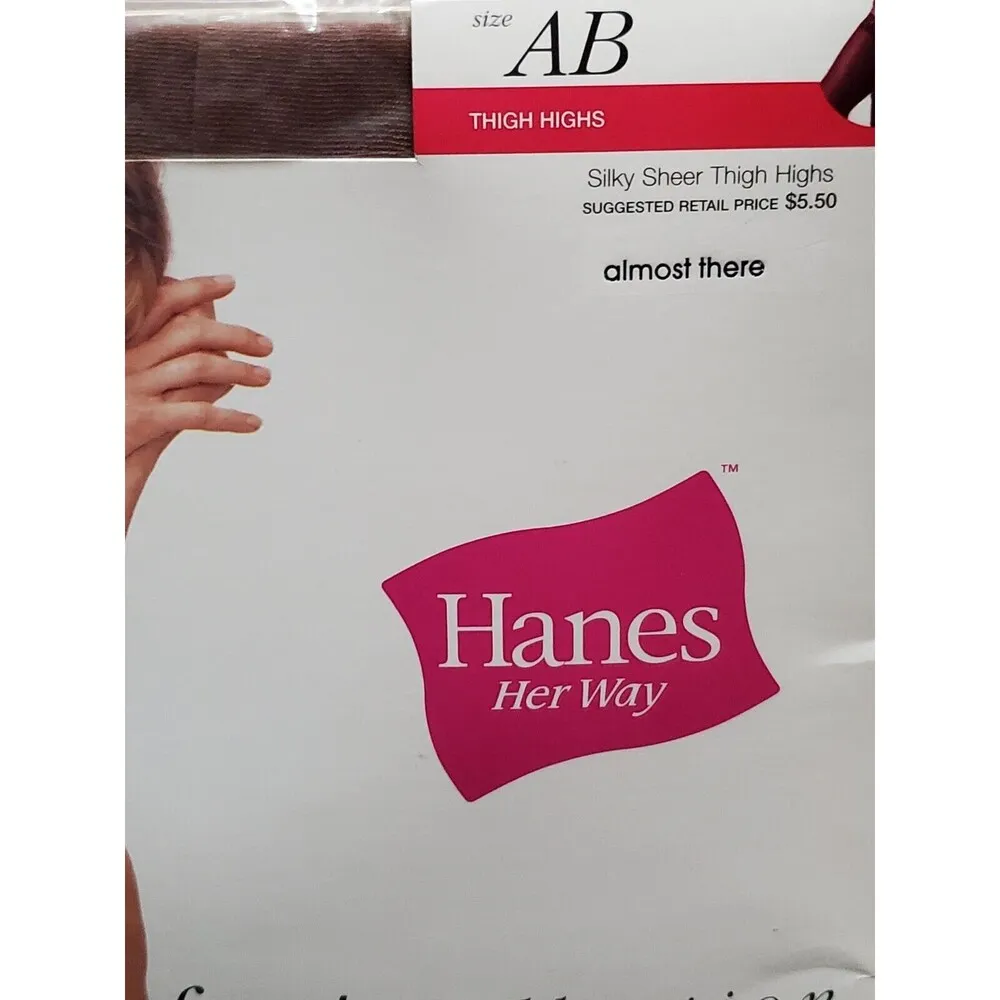 size AB
THIGH HIGHS
Silky Sheer Thigh Highs
SUGGESTED RETAIL PRICE $5.50
almost there
TM
Hanes
Her Way